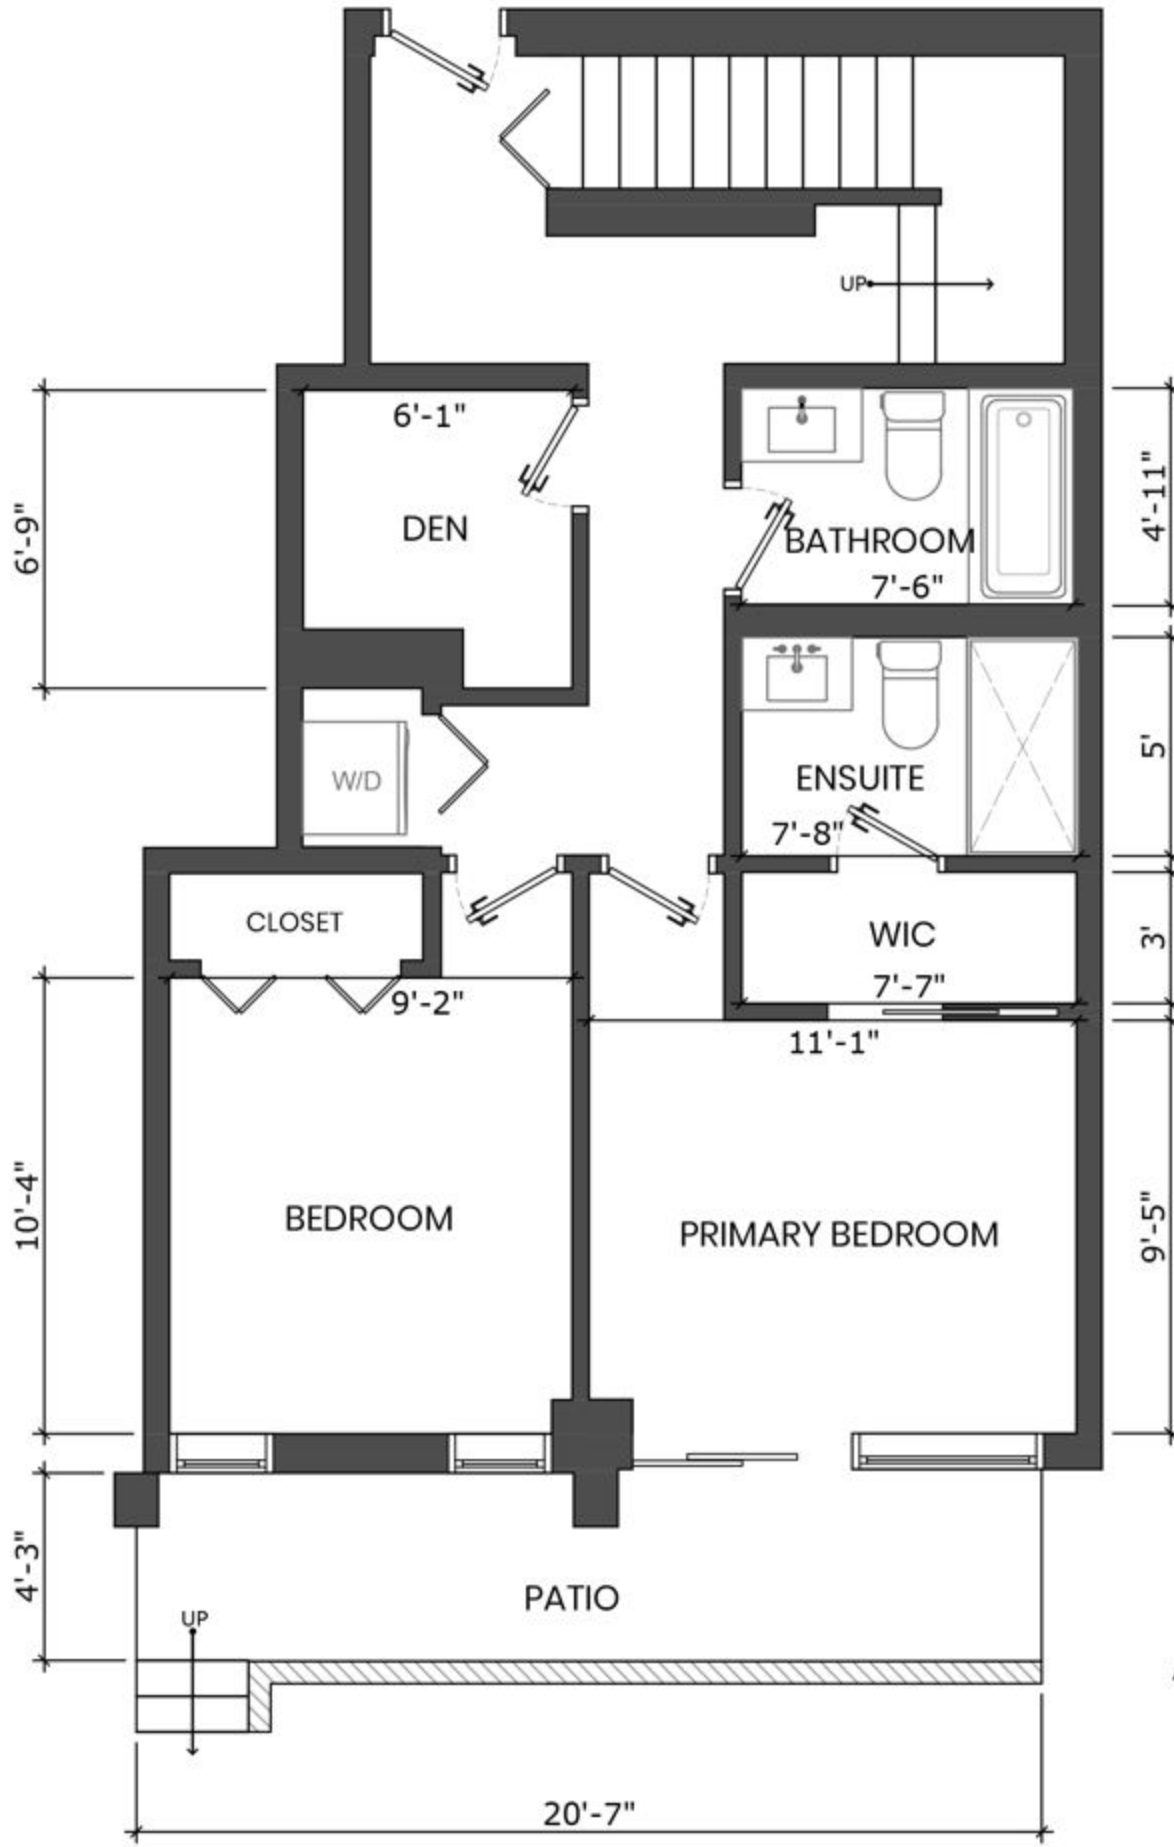 UP
6'-1"
6'-9"
DEN
4'-11"
BATHROOM
7'-6"
W/D
5'
ENSUITE
7'-8"
CLOSET
WIC
3'
7'-7"
9'-2"
11'-1"
10'-4"
BEDROOM
PRIMARY BEDROOM
9'-5"
4'-3"
PATIO
UP
20'-7"